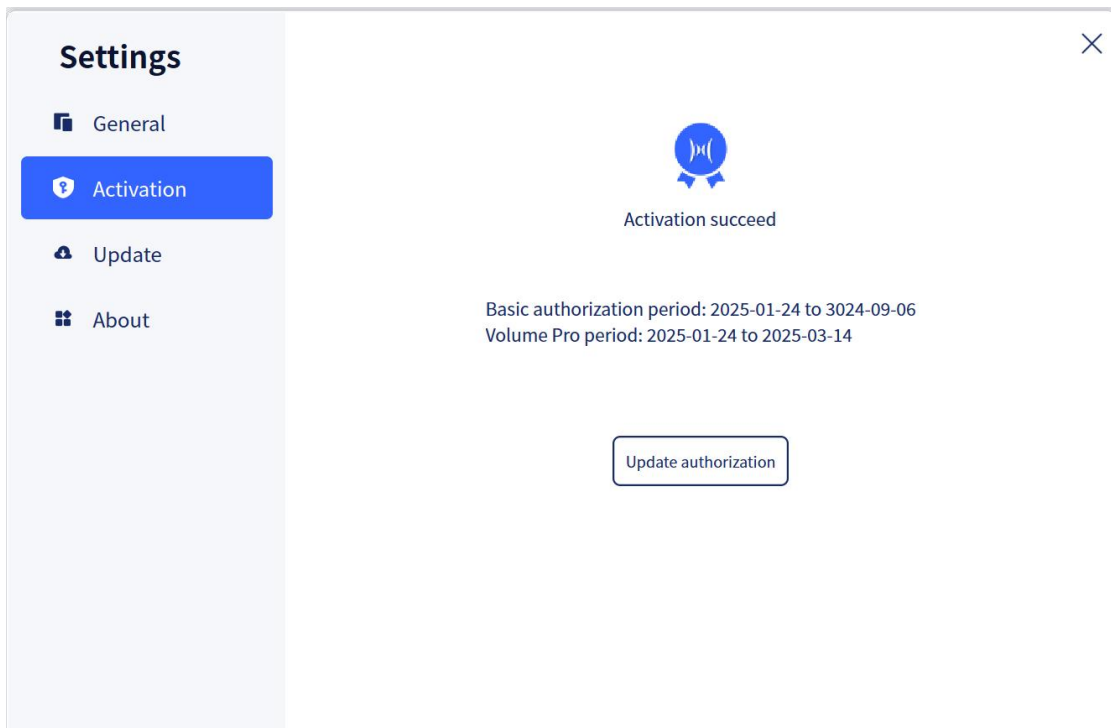 Settings
General
Activation
Update
About
Activation succeed
Basic authorization period: 2025-01-24 to 3024-09-06
Volume Pro period: 2025-01-24 to 2025-03-14
Update authorization